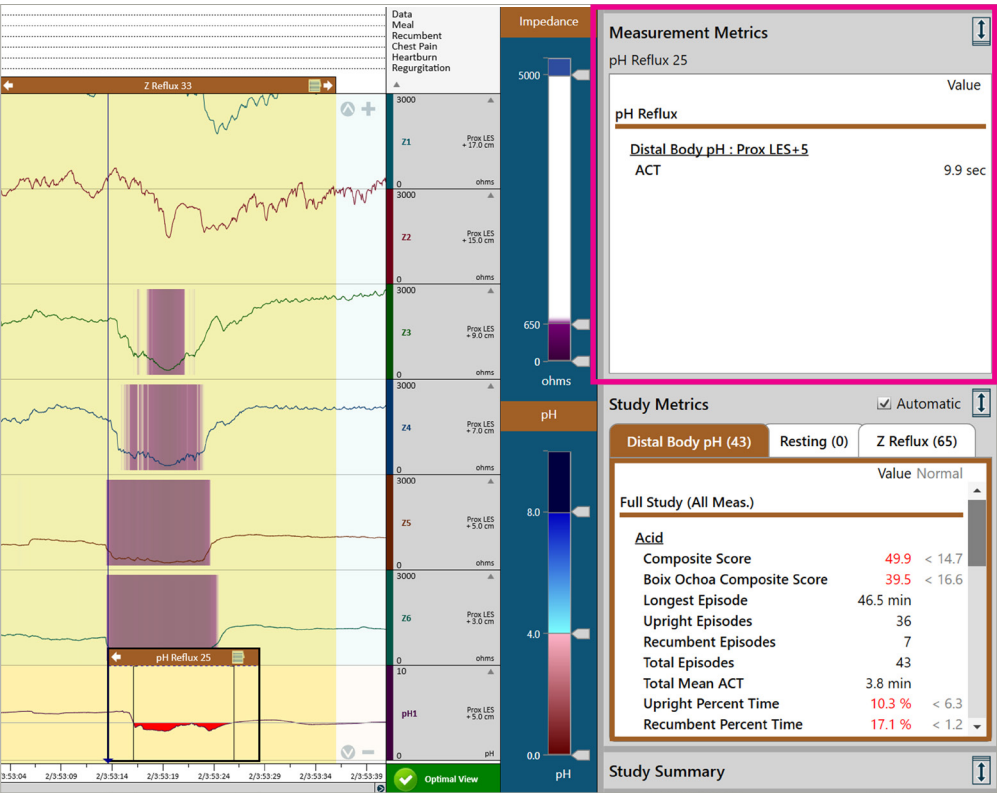 Data
Meal
Recumbent
Chest Pain
Heartburn
Regurgitation
Z Reflux 33
3000
Z1
Prox LES
+ 17.0 cm
0
ohms
3000
Z2
Prox LES
+ 15.0 cm
0
ohms
3000
Z3
Prox LES
+ 9.0 cm
0
ohms
3000
Z4
Prox LES
+ 7.0 cm
0
ohms
3000
Z5
Prox LES
+ 5.0 cm
0
ohms
3000
Z6
Prox LES
+ 3.0 cm
0
ohms
pH Reflux 25
10
pH1
Prox LES
+ 5.0 cm
0
pH
3:53:04 2/3:53:09 2/3:53:14 2/3:53:19 2/3:53:24 2/3:53:29 2/3:53:34 2/3:53:39
Optimal View
Impedance
5000
650
0
ohms
pH
8.0
4.0
0.0
pH
Measurement Metrics
pH Reflux 25
Value
pH Reflux
Distal Body pH : Prox LES+5
ACT 9.9 sec
Study Metrics Automatic
Distal Body pH (43) Resting (0) Z Reflux (65)
Value Normal
Full Study (All Meas.)
Acid
Composite Score 49.9 < 14.7
Boix Ochoa Composite Score 39.5 < 16.6
Longest Episode 46.5 min
Upright Episodes 36
Recumbent Episodes 7
Total Episodes 43
Total Mean ACT 3.8 min
Upright Percent Time 10.3 % < 6.3
Recumbent Percent Time 17.1 % < 1.2
Study Summary